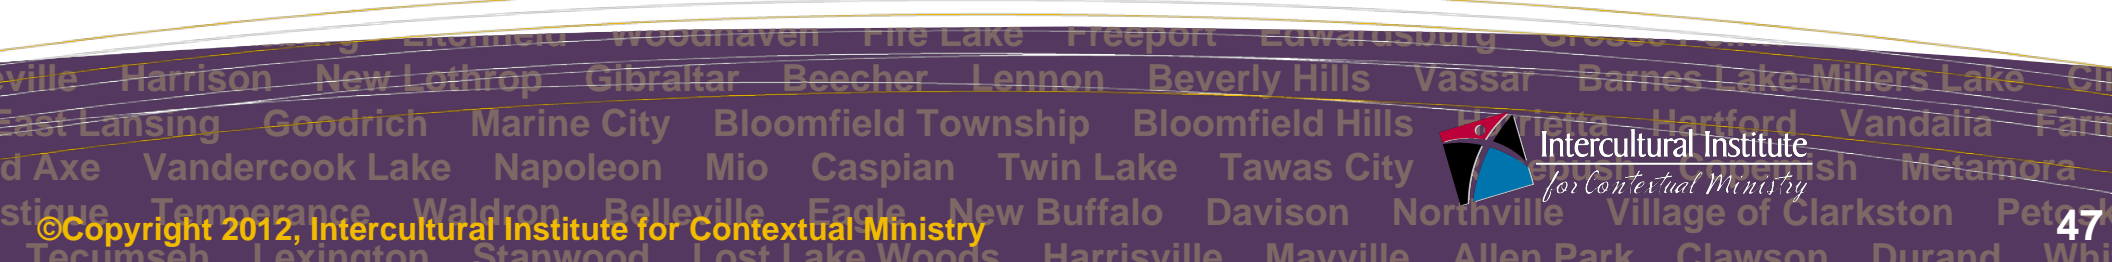 Litchfield Woodhaven Fife Lake Freeport Edwardsburg
Harrison New Lothrop Gibraltar Beecher Lennon Beverly Hills Vassar Barnes Lake-Millers Lake
East Lansing Goodrich Marine City Bloomfield Township Bloomfield Hills Hartford Vandalia
Axe Vandercook Lake Napoleon Mio Caspian Twin Lake Tawas City Metamora
Intercultural Institute
for Contextual Ministry
Temperance Waldron Belleville Eagle New Buffalo Davison Northville Village of Clarkston
©Copyright 2012, Intercultural Institute for Contextual Ministry
47
Tecumseh Lexington Stanwood Lost Lake Woods Harrisville Mayville Allen Park Clawson Durand